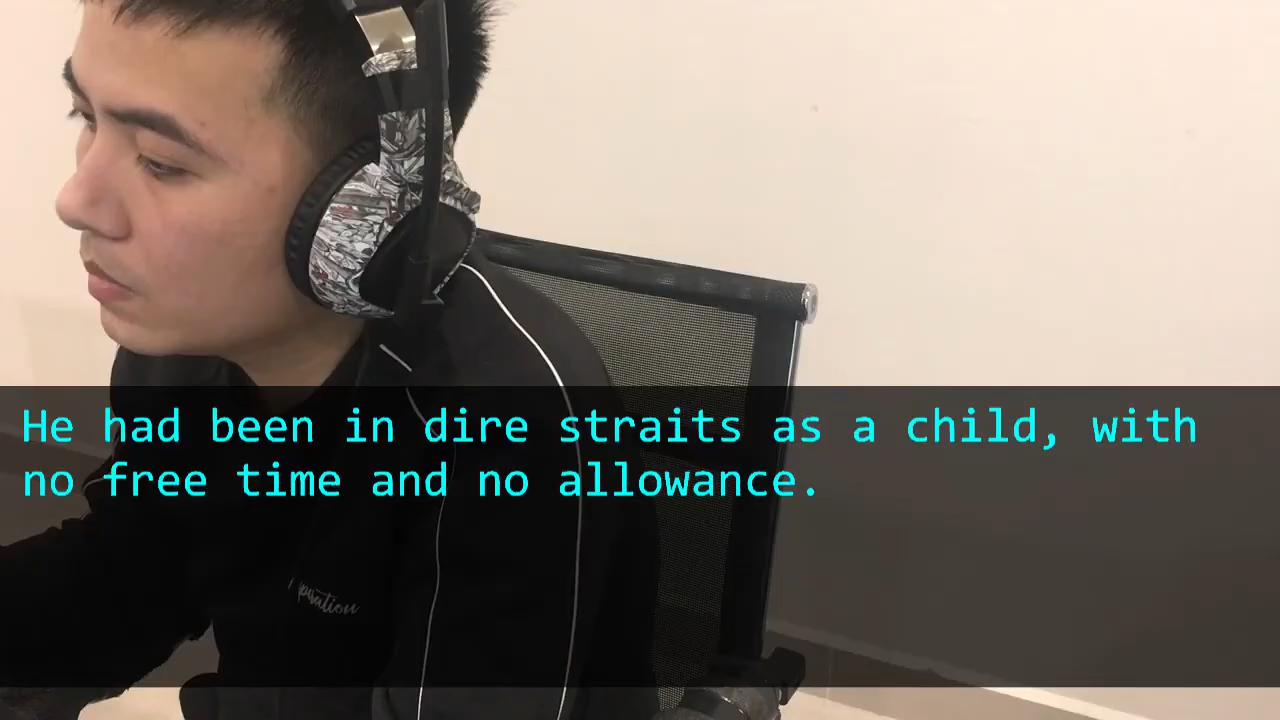 He had been in dire straits as a child, with
no free time and no allowance.